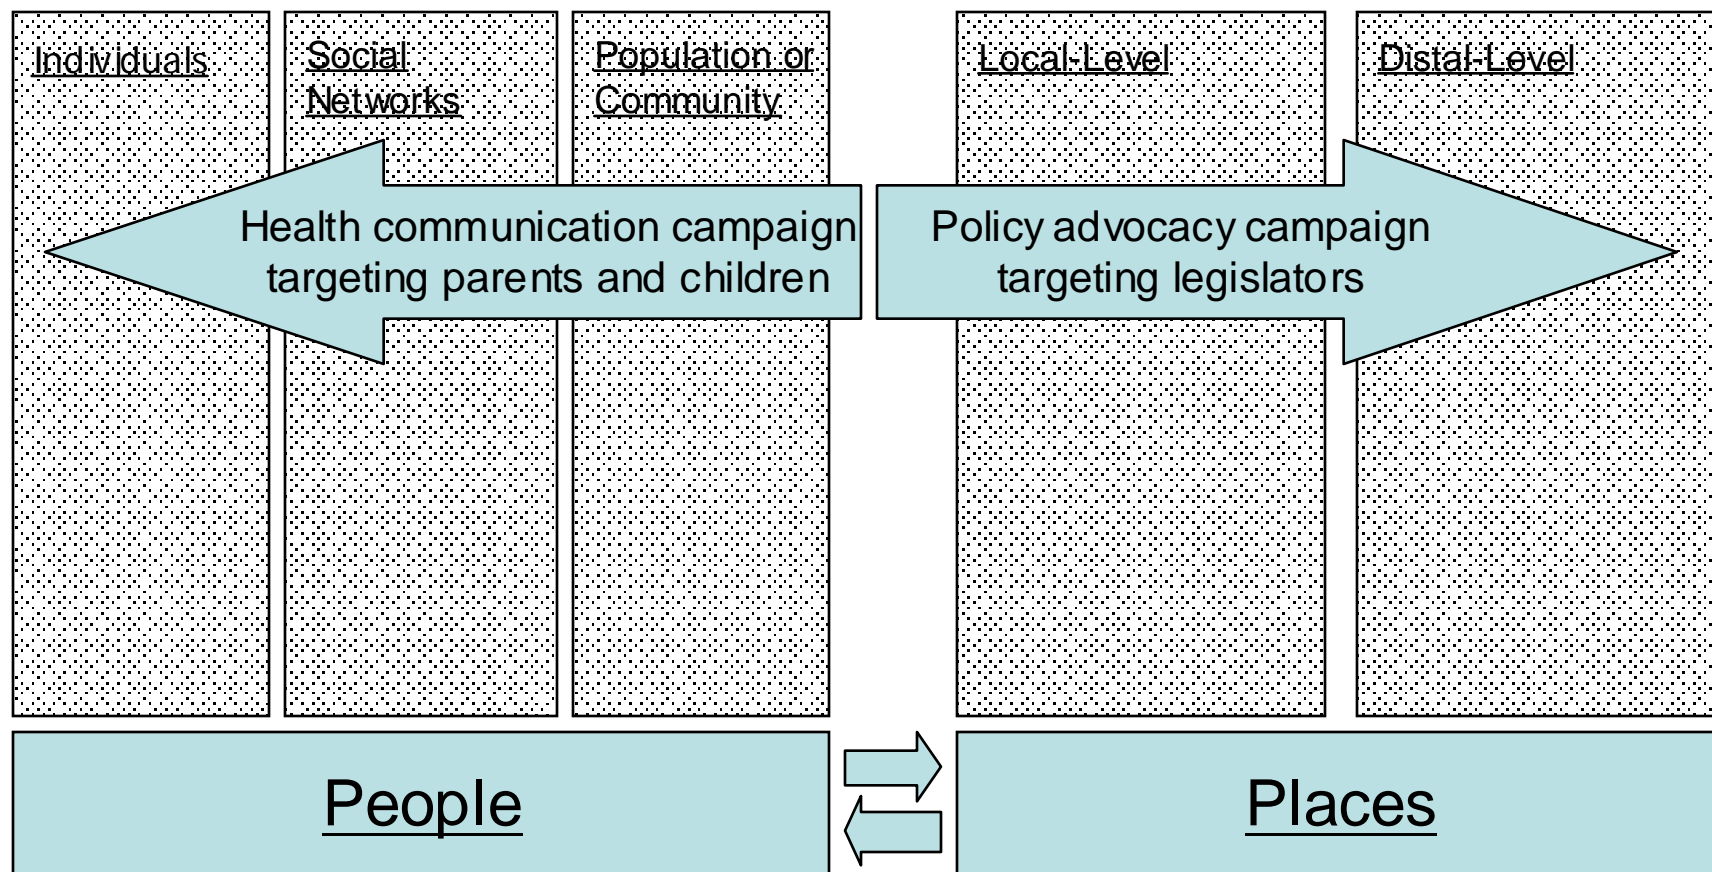 Individuals
Social
Networks
Population or
Community
Local-Level
Distal-Level
Health communication campaign
targeting parents and children
Policy advocacy campaign
targeting legislators
People
Places